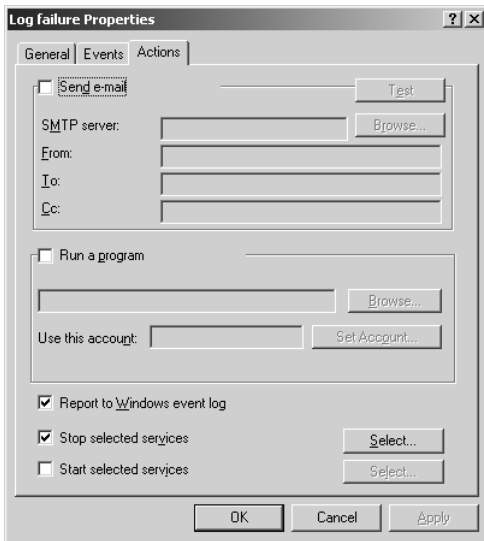 Log failure Properties
General Events Actions
Send e-mail Test
SMTP server: Browse...
From:
To:
Cc:
Run a program
Browse...
Use this account: Set Account...
Report to Windows event log
Stop selected services Select...
Start selected services Select...
OK Cancel Apply